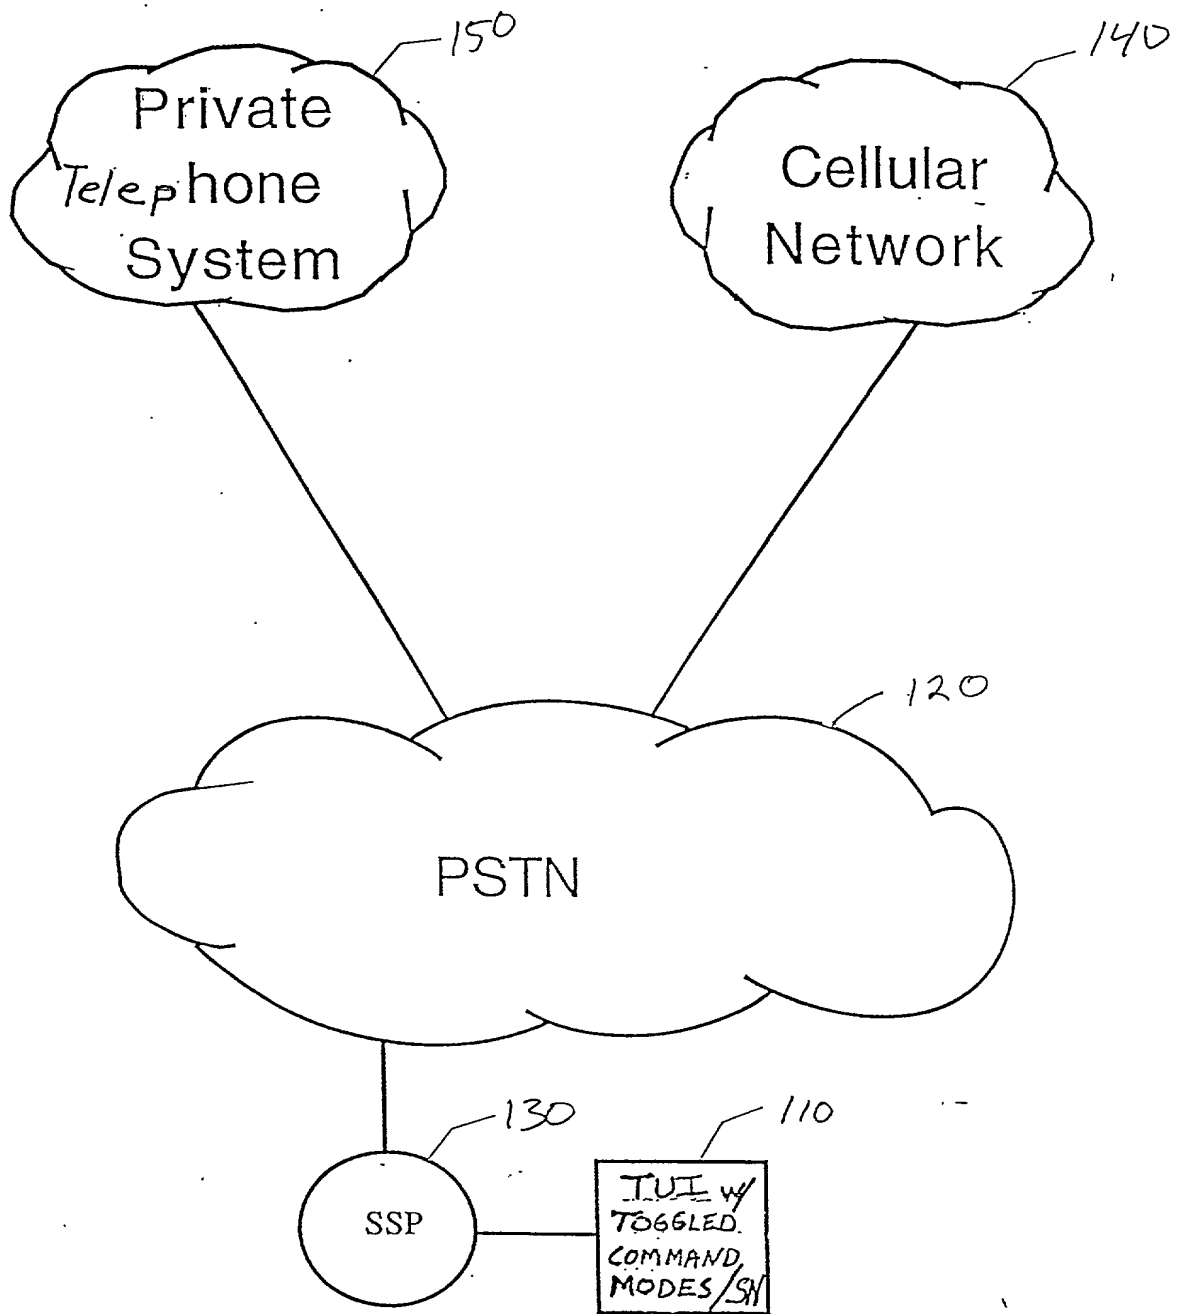 150
Private
Telephone
System
140
Cellular
Network
120
PSTN
130
SSP
110
TUI w/
TOGGLED
COMMAND
MODES/SN